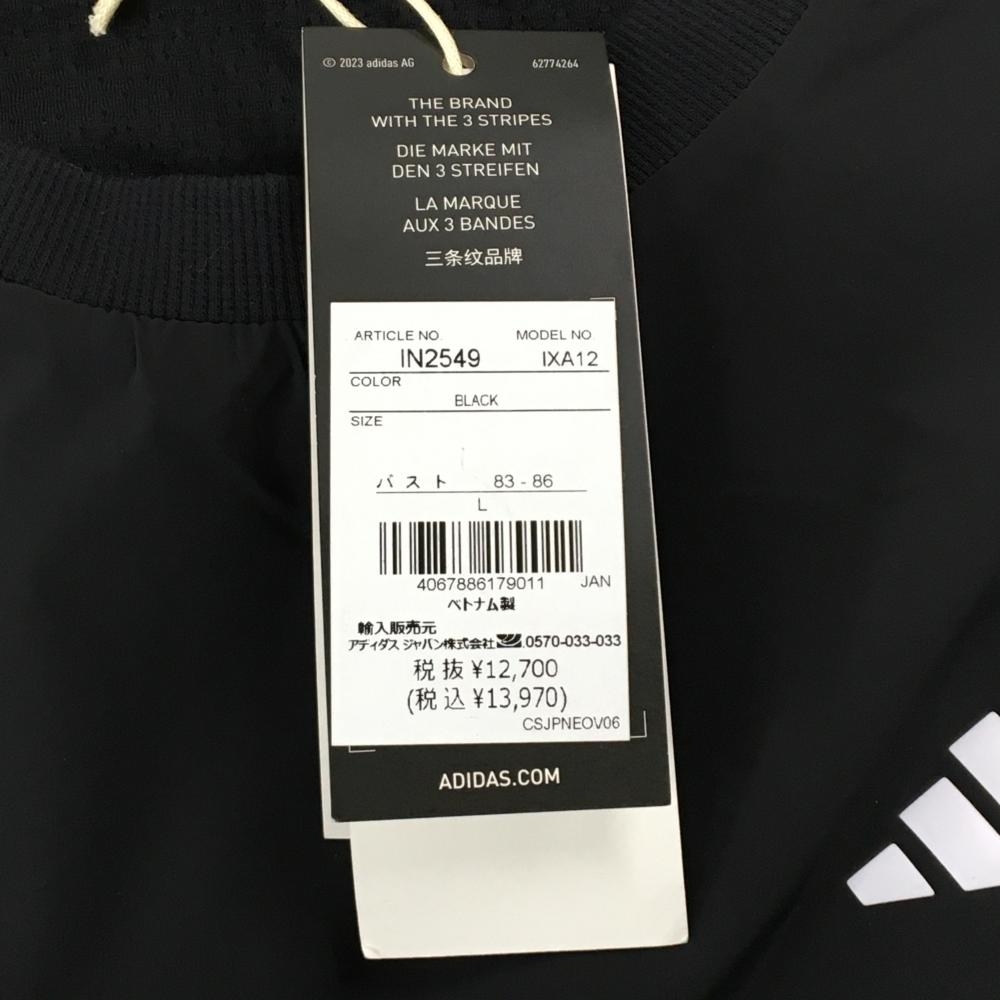 © 2023 adidas AG 62774264
THE BRAND
WITH THE 3 STRIPES
DIE MARKE MIT
DEN 3 STREIFEN
LA MARQUE
AUX 3 BANDES
三条纹品牌
ARTICLE NO. MODEL NO
IN2549 IXA12
COLOR
BLACK
SIZE
バスト 83 - 86
L
4067886179011 JAN
ベトナム製
輸入販売元
アディダス ジャパン株式会社 0570-033-033
税抜 ¥12,700
(税込 ¥13,970)
CSJPNEOV06
ADIDAS.COM